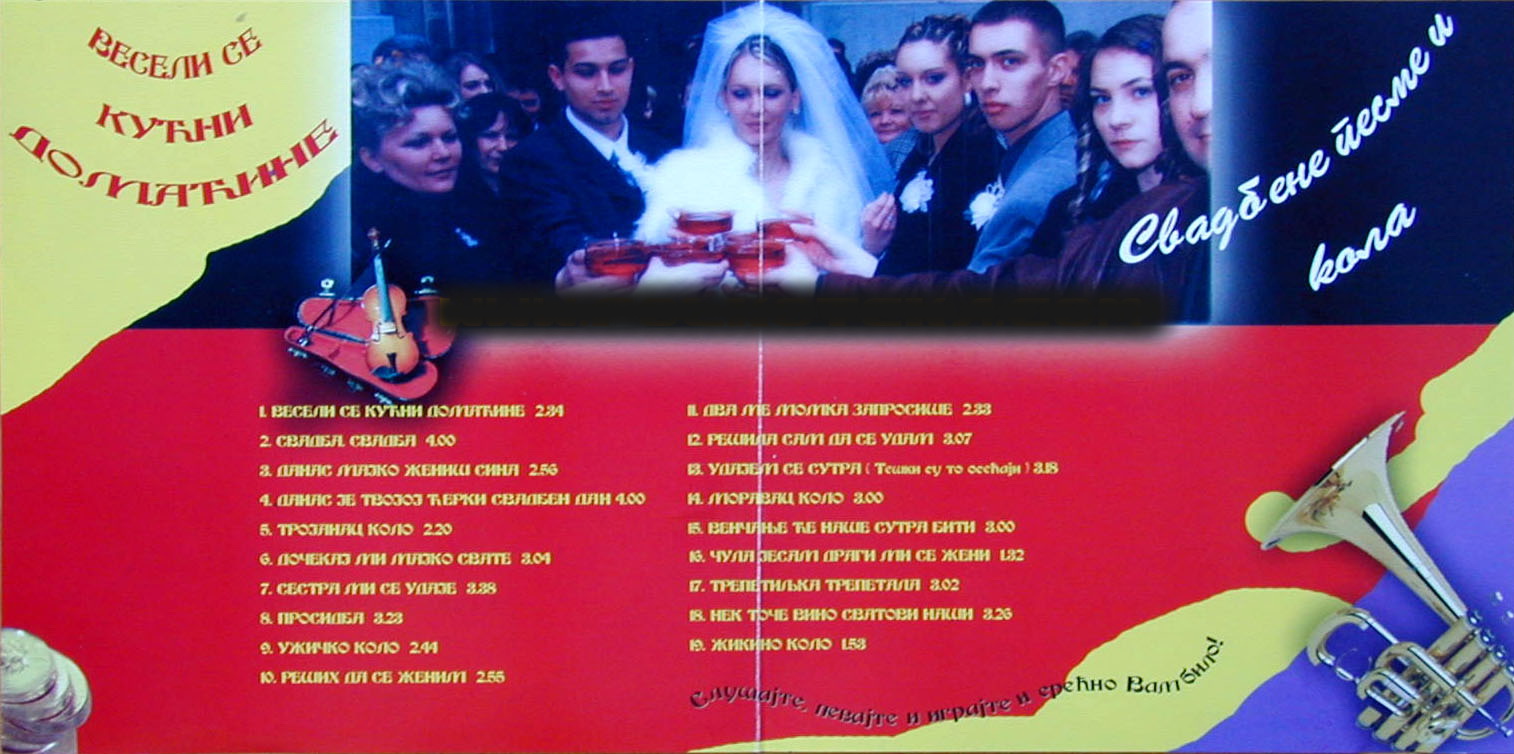 ВЕСЕЛИ СЕ
КУЋНИ
ДОМАЋИНЕ
Свадбене песме и
кола
1. ВЕСЕЛИ СЕ КУЋНИ ДОМАЋИНЕ 2.34
2. СВАДБА, СВАДБА 4.00
3. ДАНАС МАЈКО ЖЕНИШ СИНА 2.56
4. ДАНАС ЈЕ ТВОЈОЈ ЋЕРКИ СВАДБЕН ДАН 4.00
5. ТРОЈАНАЦ КОЛО 2.20
6. ДОЧЕКАЈ МИ МАЈКО СВАТЕ 3.04
7. СЕСТРА МИ СЕ УДАЈЕ 3.38
8. ПРОСИДБА 3.23
9. УЖИЧКО КОЛО 2.44
10. РЕШИХ ДА СЕ ЖЕНИМ 2.55
11. ДВА МЕ МОМКА ЗАПРОСИШЕ 2.33
12. РЕШИЛА САМ ДА СЕ УДАМ 3.07
13. УДАЈЕМ СЕ СУТРА ( Тешки су то осећаји ) 3.18
14. МОРАВАЦ КОЛО 3.00
15. ВЕНЧАЊЕ ЋЕ НАШЕ СУТРА БИТИ 3.00
16. ЧУЛА ЈЕСАМ ДРАГИ МИ СЕ ЖЕНИ 1.32
17. ТРЕПЕТИЉКА ТРЕПЕТАЛА 3.02
18. НЕК ТОЧЕ ВИНО СВАТОВИ НАШИ 3.26
19. ЖИКИНО КОЛО 1.53
Слушајте, певајте и играјте и срећно Вам било!